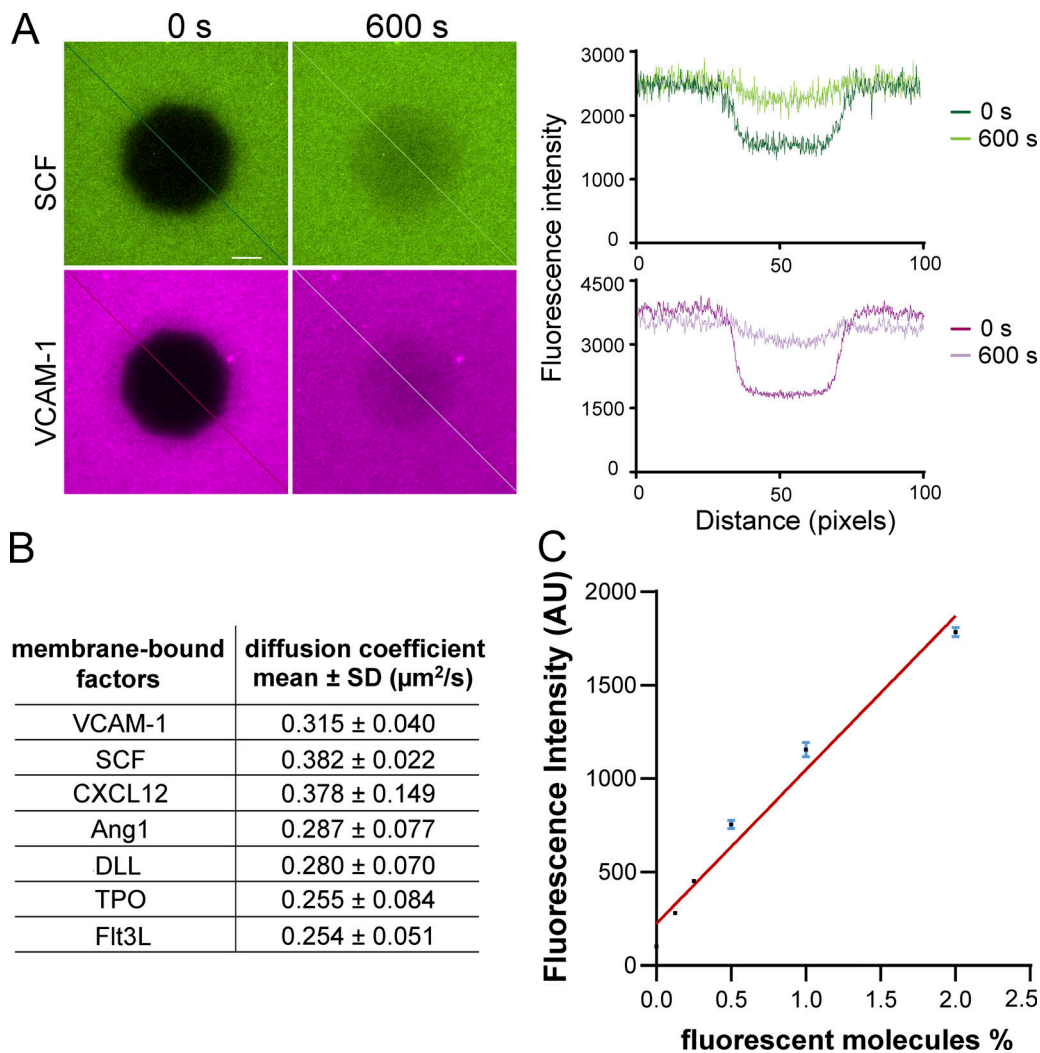 A
0 s
600 s
SCF
VCAM-1
Fluorescence intensity
3000
2000
1000
0
0
50
100
0 s
600 s
4500
3000
1500
0
0
50
100
Distance (pixels)
0 s
600 s
B
membrane-bound factors
diffusion coefficient mean ± SD (µm²/s)
VCAM-1 0.315 ± 0.040
SCF 0.382 ± 0.022
CXCL12 0.378 ± 0.149
Ang1 0.287 ± 0.077
DLL 0.280 ± 0.070
TPO 0.255 ± 0.084
Flt3L 0.254 ± 0.051
C
Fluorescence Intensity (AU)
2000
1500
1000
500
0
0.0 0.5 1.0 1.5 2.0 2.5
fluorescent molecules %